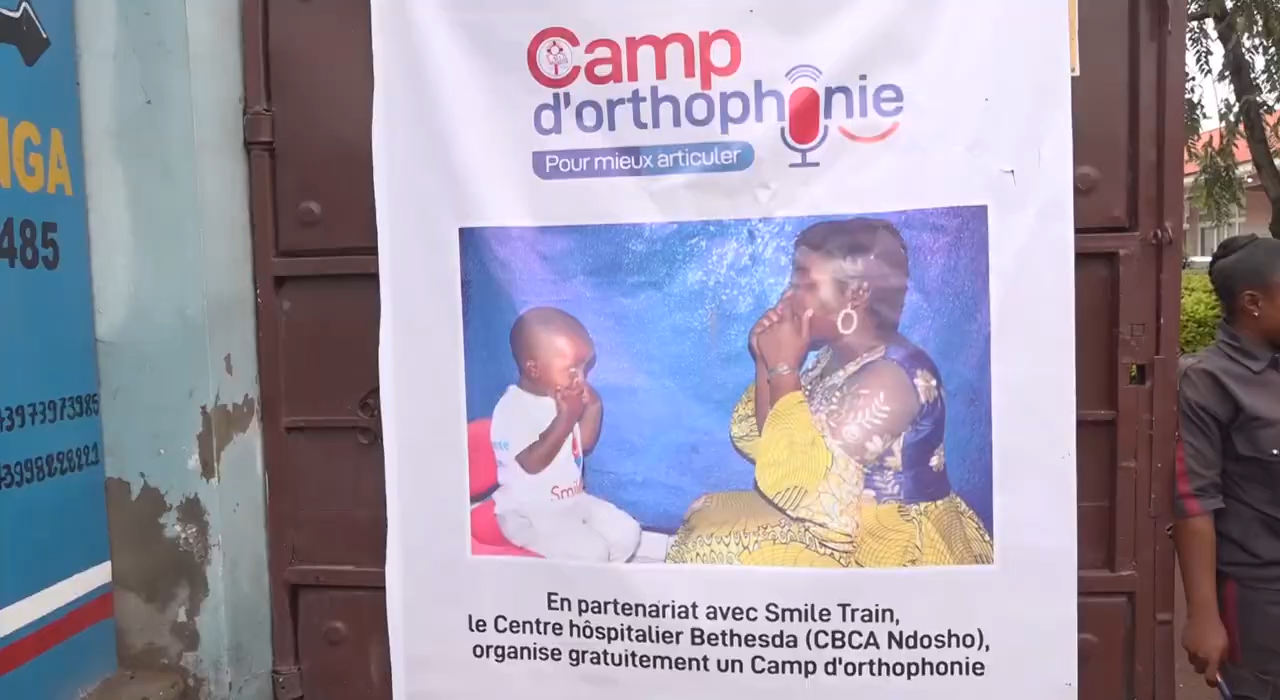 NGA
485
Camp
d'orthophonie
Pour mieux articuler
En partenariat avec Smile Train,
le Centre hôspitalier Bethesda (CBCA Ndosho),
organise gratuitement un Camp d'orthophonie